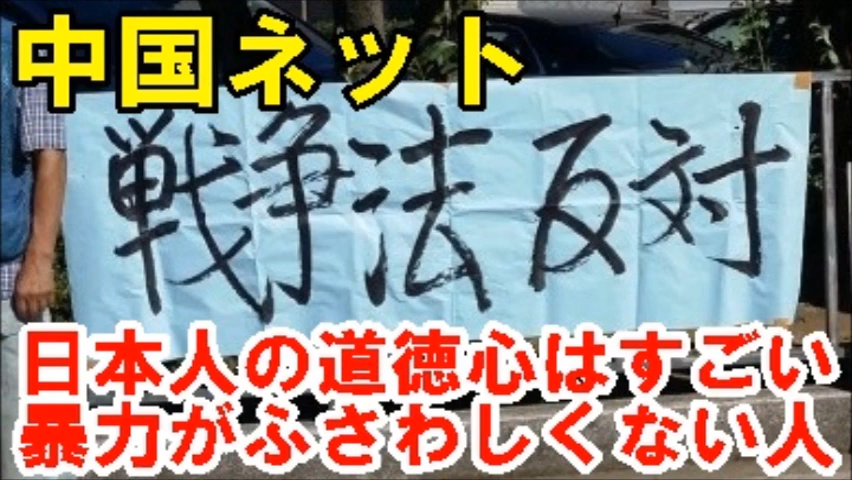 中国ネット
戦争法反対
日本人の道徳心はすごい
暴力がふさわしくない人